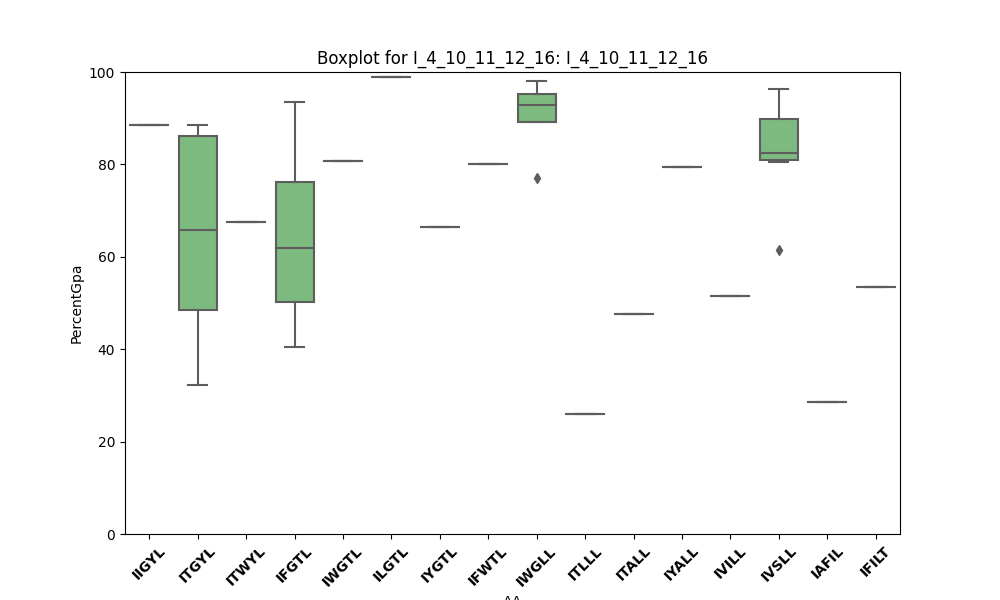 Boxplot for I_4_10_11_12_16: I_4_10_11_12_16
PercentGpa
100
80
60
40
20
0
IIGYL
ITGYL
ITWYL
IFGTL
IWGTL
ILGTL
IYGTL
IFWTL
IWGLL
ITLLL
ITALL
IYALL
IVILL
IVSLL
IAFIL
IFILT